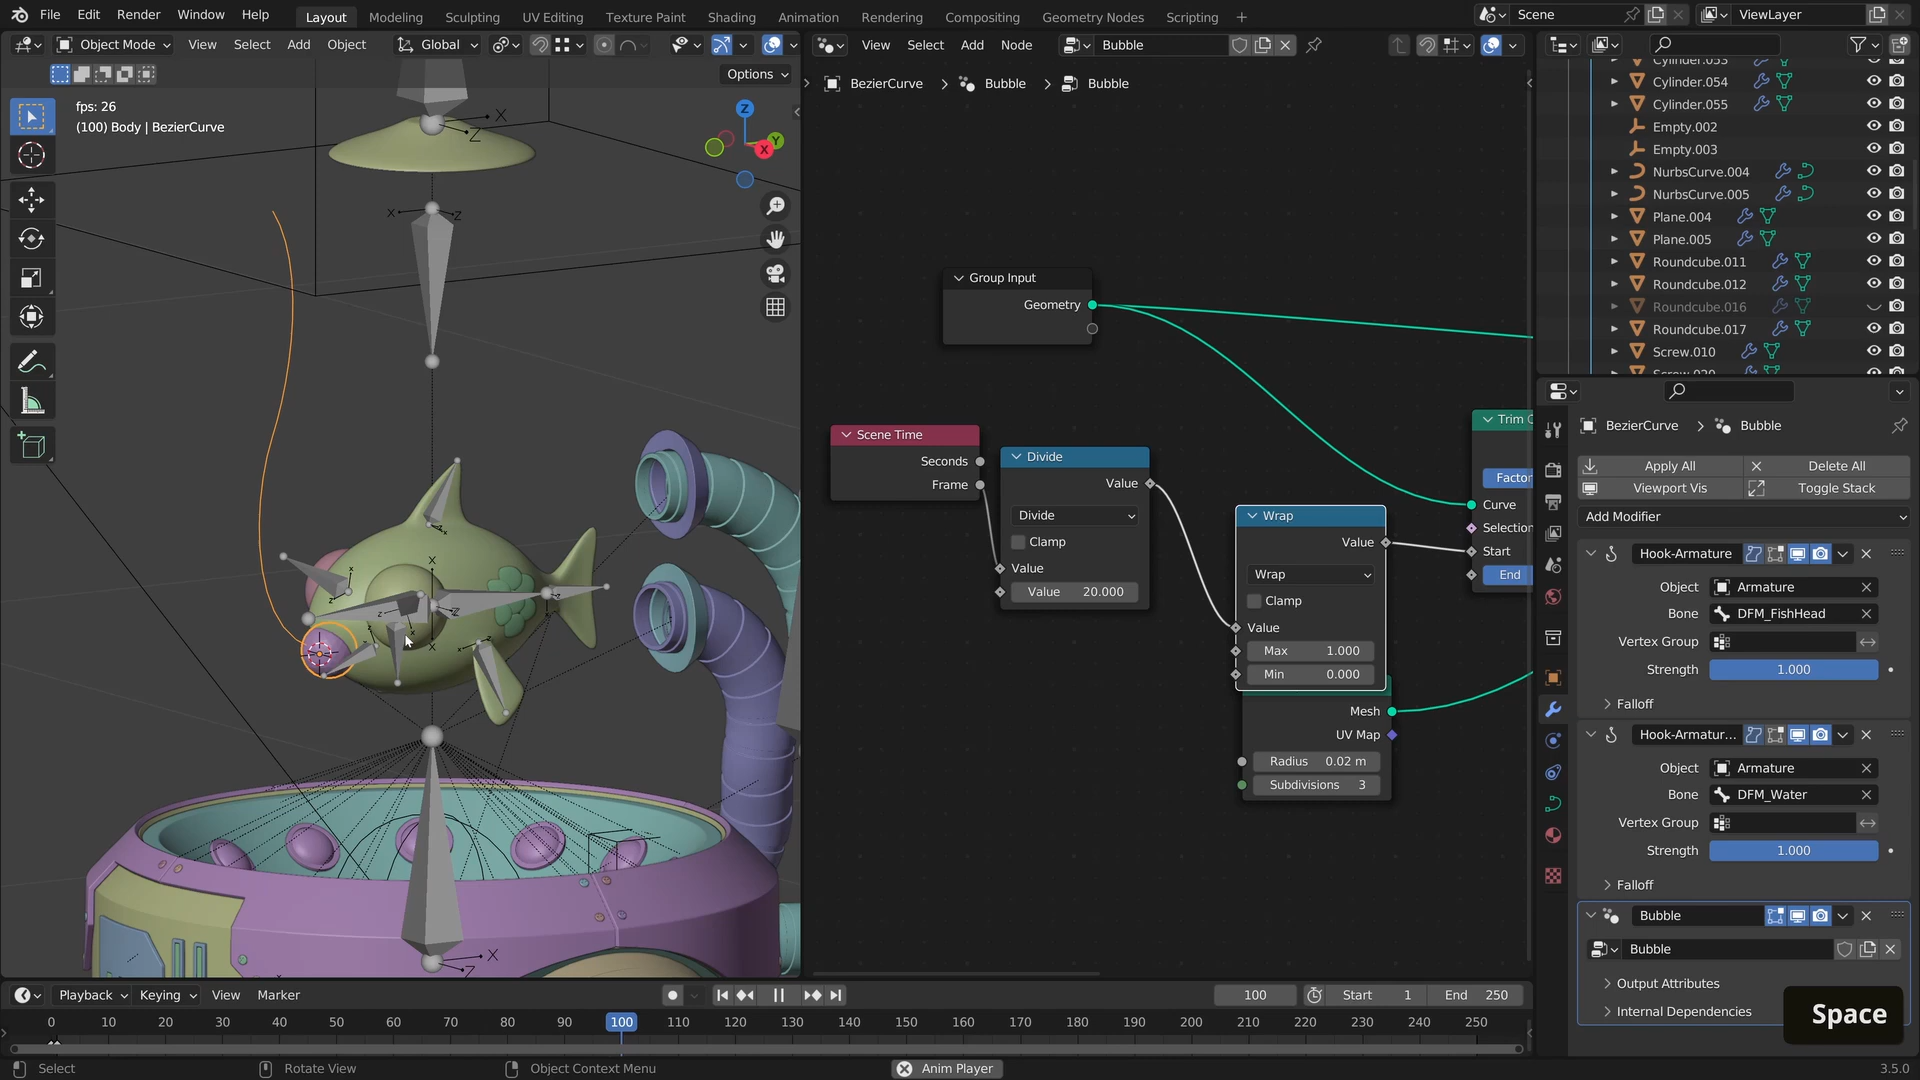 File Edit Render Window Help
Layout Modeling Sculpting UV Editing Texture Paint Shading Animation Rendering Compositing Geometry Nodes Scripting +
Scene
ViewLayer
Object Mode View Select Add Object Global
Options
fps: 26
(100) Body | BezierCurve
X
Z
X
Z
Z
Y
X
View Select Add Node Bubble
BezierCurve > Bubble > Bubble
Group Input
Geometry
Scene Time
Seconds
Frame
Divide
Value
Divide
Clamp
Value
Value 20.000
Wrap
Value
Wrap
Clamp
Value
Max 1.000
Min 0.000
Mesh
UV Map
Radius 0.02 m
Subdivisions 3
Trim
Factor
Curve
Selection
Start
End
Cylinder.053
Cylinder.054
Cylinder.055
Empty.002
Empty.003
NurbsCurve.004
NurbsCurve.005
Plane.004
Plane.005
Roundcube.011
Roundcube.012
Roundcube.016
Roundcube.017
Screw.010
BezierCurve > Bubble
Apply All Delete All
Viewport Vis Toggle Stack
Add Modifier
Hook-Armature
Object Armature
Bone DFM_FishHead
Vertex Group
Strength 1.000
Falloff
Hook-Armatur...
Object Armature
Bone DFM_Water
Vertex Group
Strength 1.000
Falloff
Bubble
Bubble
Output Attributes
Internal Dependencies
Space
X
Z
Playback Keying View Marker
100 Start 1 End 250
0 10 20 30 40 50 60 70 80 90 100 110 120 130 140 150 160 170 180 190 200 210 220 230 240 250
Select Rotate View Object Context Menu Anim Player 3.5.0